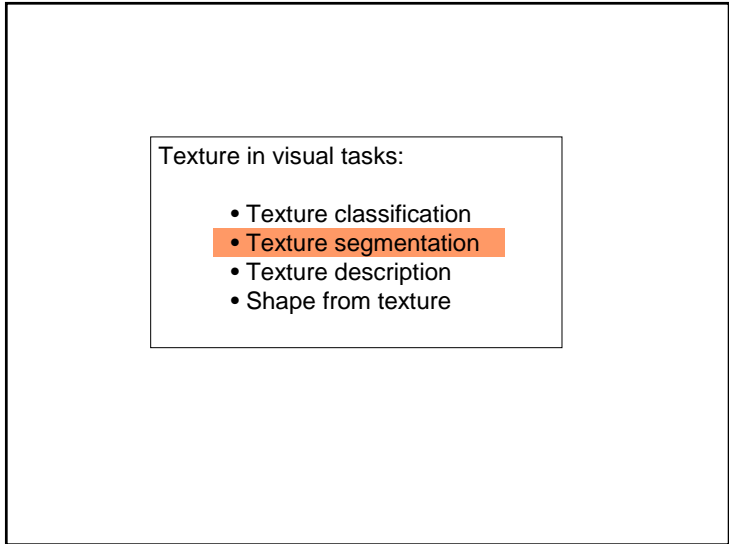 Texture in visual tasks:
• Texture classification
• Texture segmentation
• Texture description
• Shape from texture